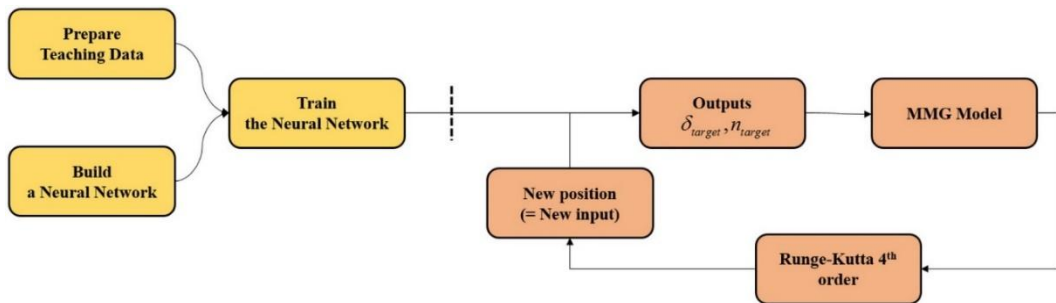 Prepare
Teaching Data
Build
a Neural Network
Train
the Neural Network
Outputs
δtarget, ntarget
MMG Model
New position
(= New input)
Runge-Kutta 4th
order